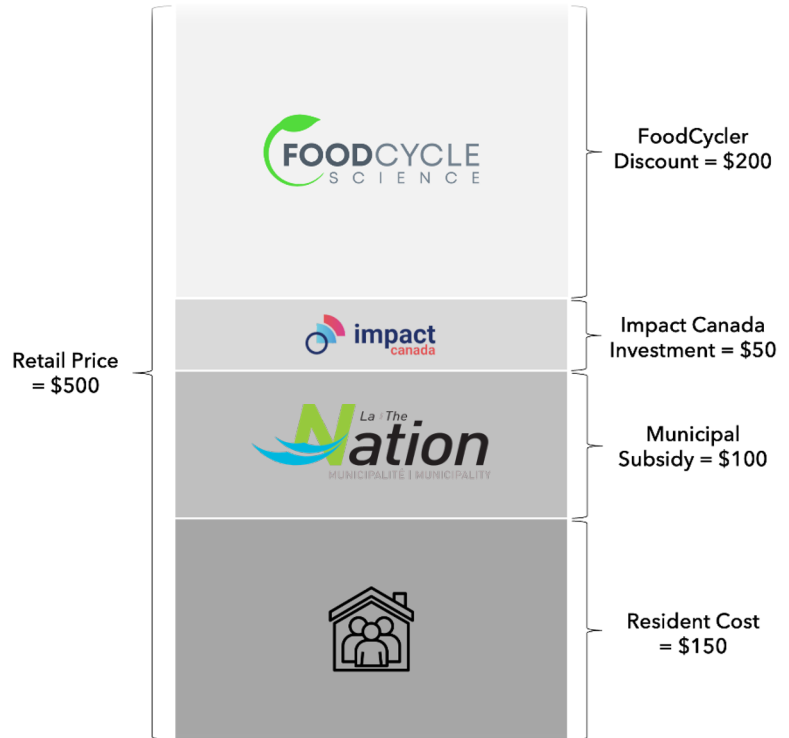 FOODCYCLE
SCIENCE
FoodCycler
Discount = $200
impact
canada
Impact Canada
Investment = $50
Retail Price
= $500
La The
Nation
MUNICIPALITÉ | MUNICIPALITY
Municipal
Subsidy = $100
Resident Cost
= $150